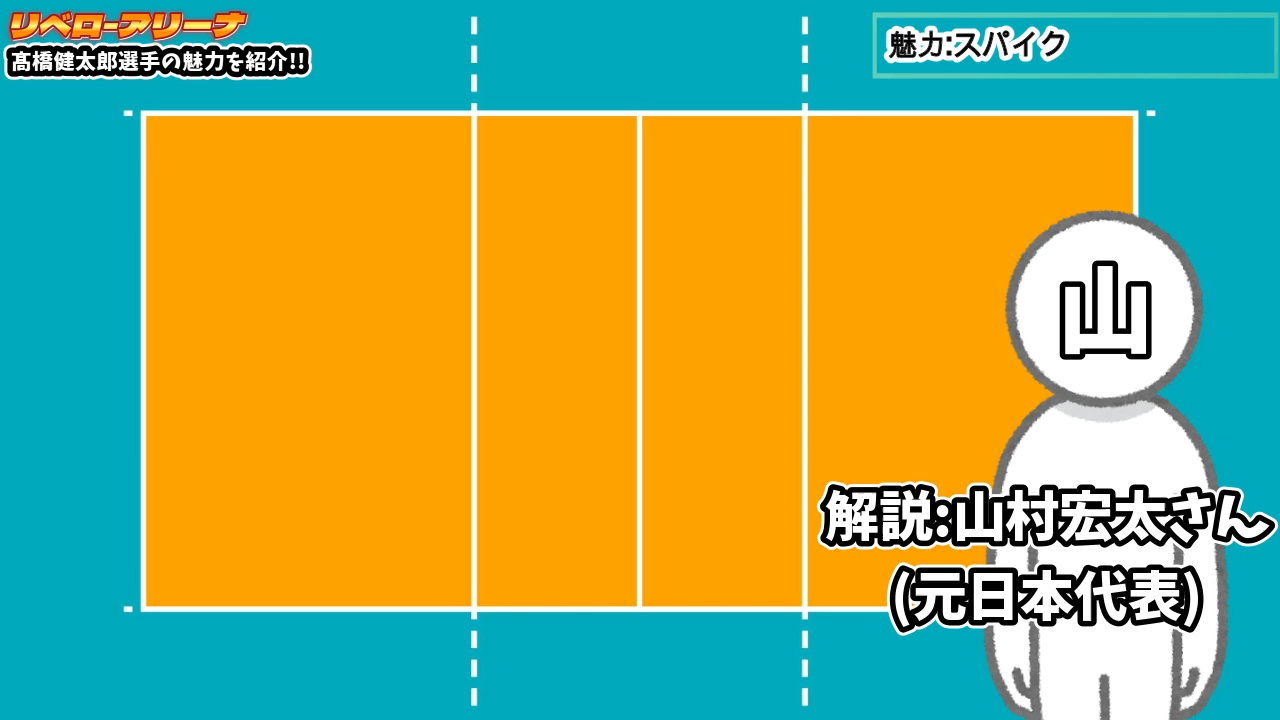 リベローアリーナ
髙橋健太郎選手の魅力を紹介!!
魅力:スパイク
山
解説:山村宏太さん
(元日本代表)